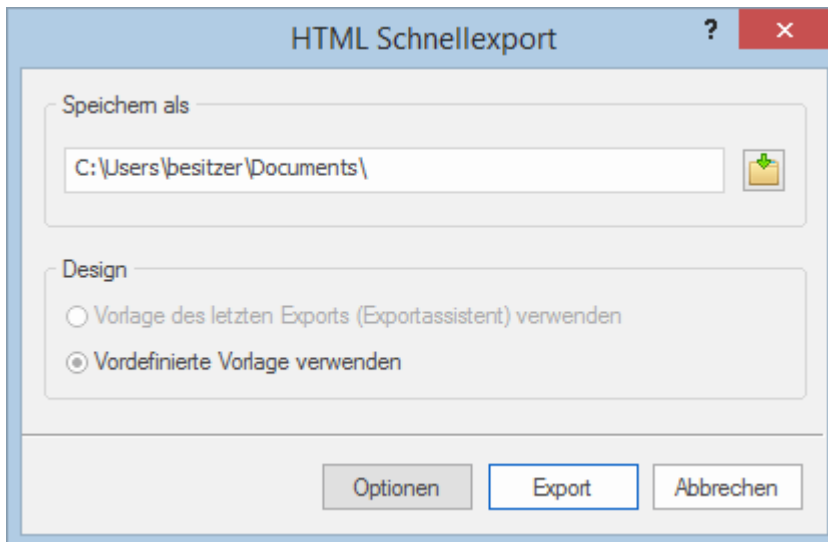 HTML Schnellexport ?
Speichern als
C:\Users\besitzer\Documents\
Design
Vorlage des letzten Exports (Exportassistent) verwenden
Vordefinierte Vorlage verwenden
Optionen Export Abbrechen